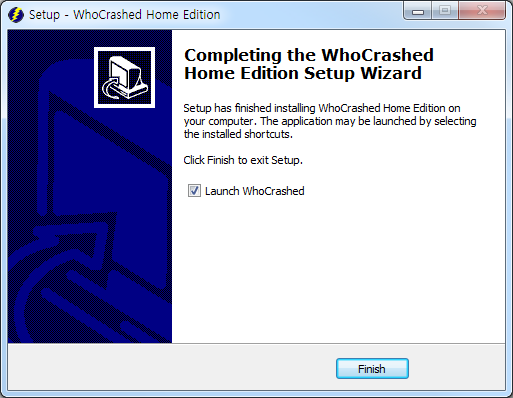 Setup - WhoCrashed Home Edition
Completing the WhoCrashed
Home Edition Setup Wizard
Setup has finished installing WhoCrashed Home Edition on
your computer. The application may be launched by selecting
the installed shortcuts.
Click Finish to exit Setup.
Launch WhoCrashed
Finish